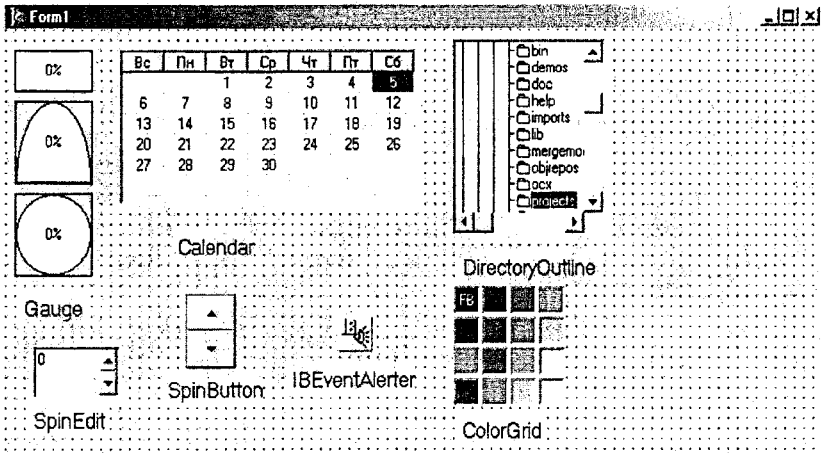 Form1
0%
0%
0%
Gauge
0
SpinEdit
Вс Пн Вт Ср Чт Пт Сб
1 2 3 4 5
6 7 8 9 10 11 12
13 14 15 16 17 18 19
20 21 22 23 24 25 26
27 28 29 30
Calendar
SpinButton
IBEventAlerter
bin
demos
doc
help
imports
lib
mergemo
objrepos
ocx
projects
DirectoryOutline
FB
ColorGrid